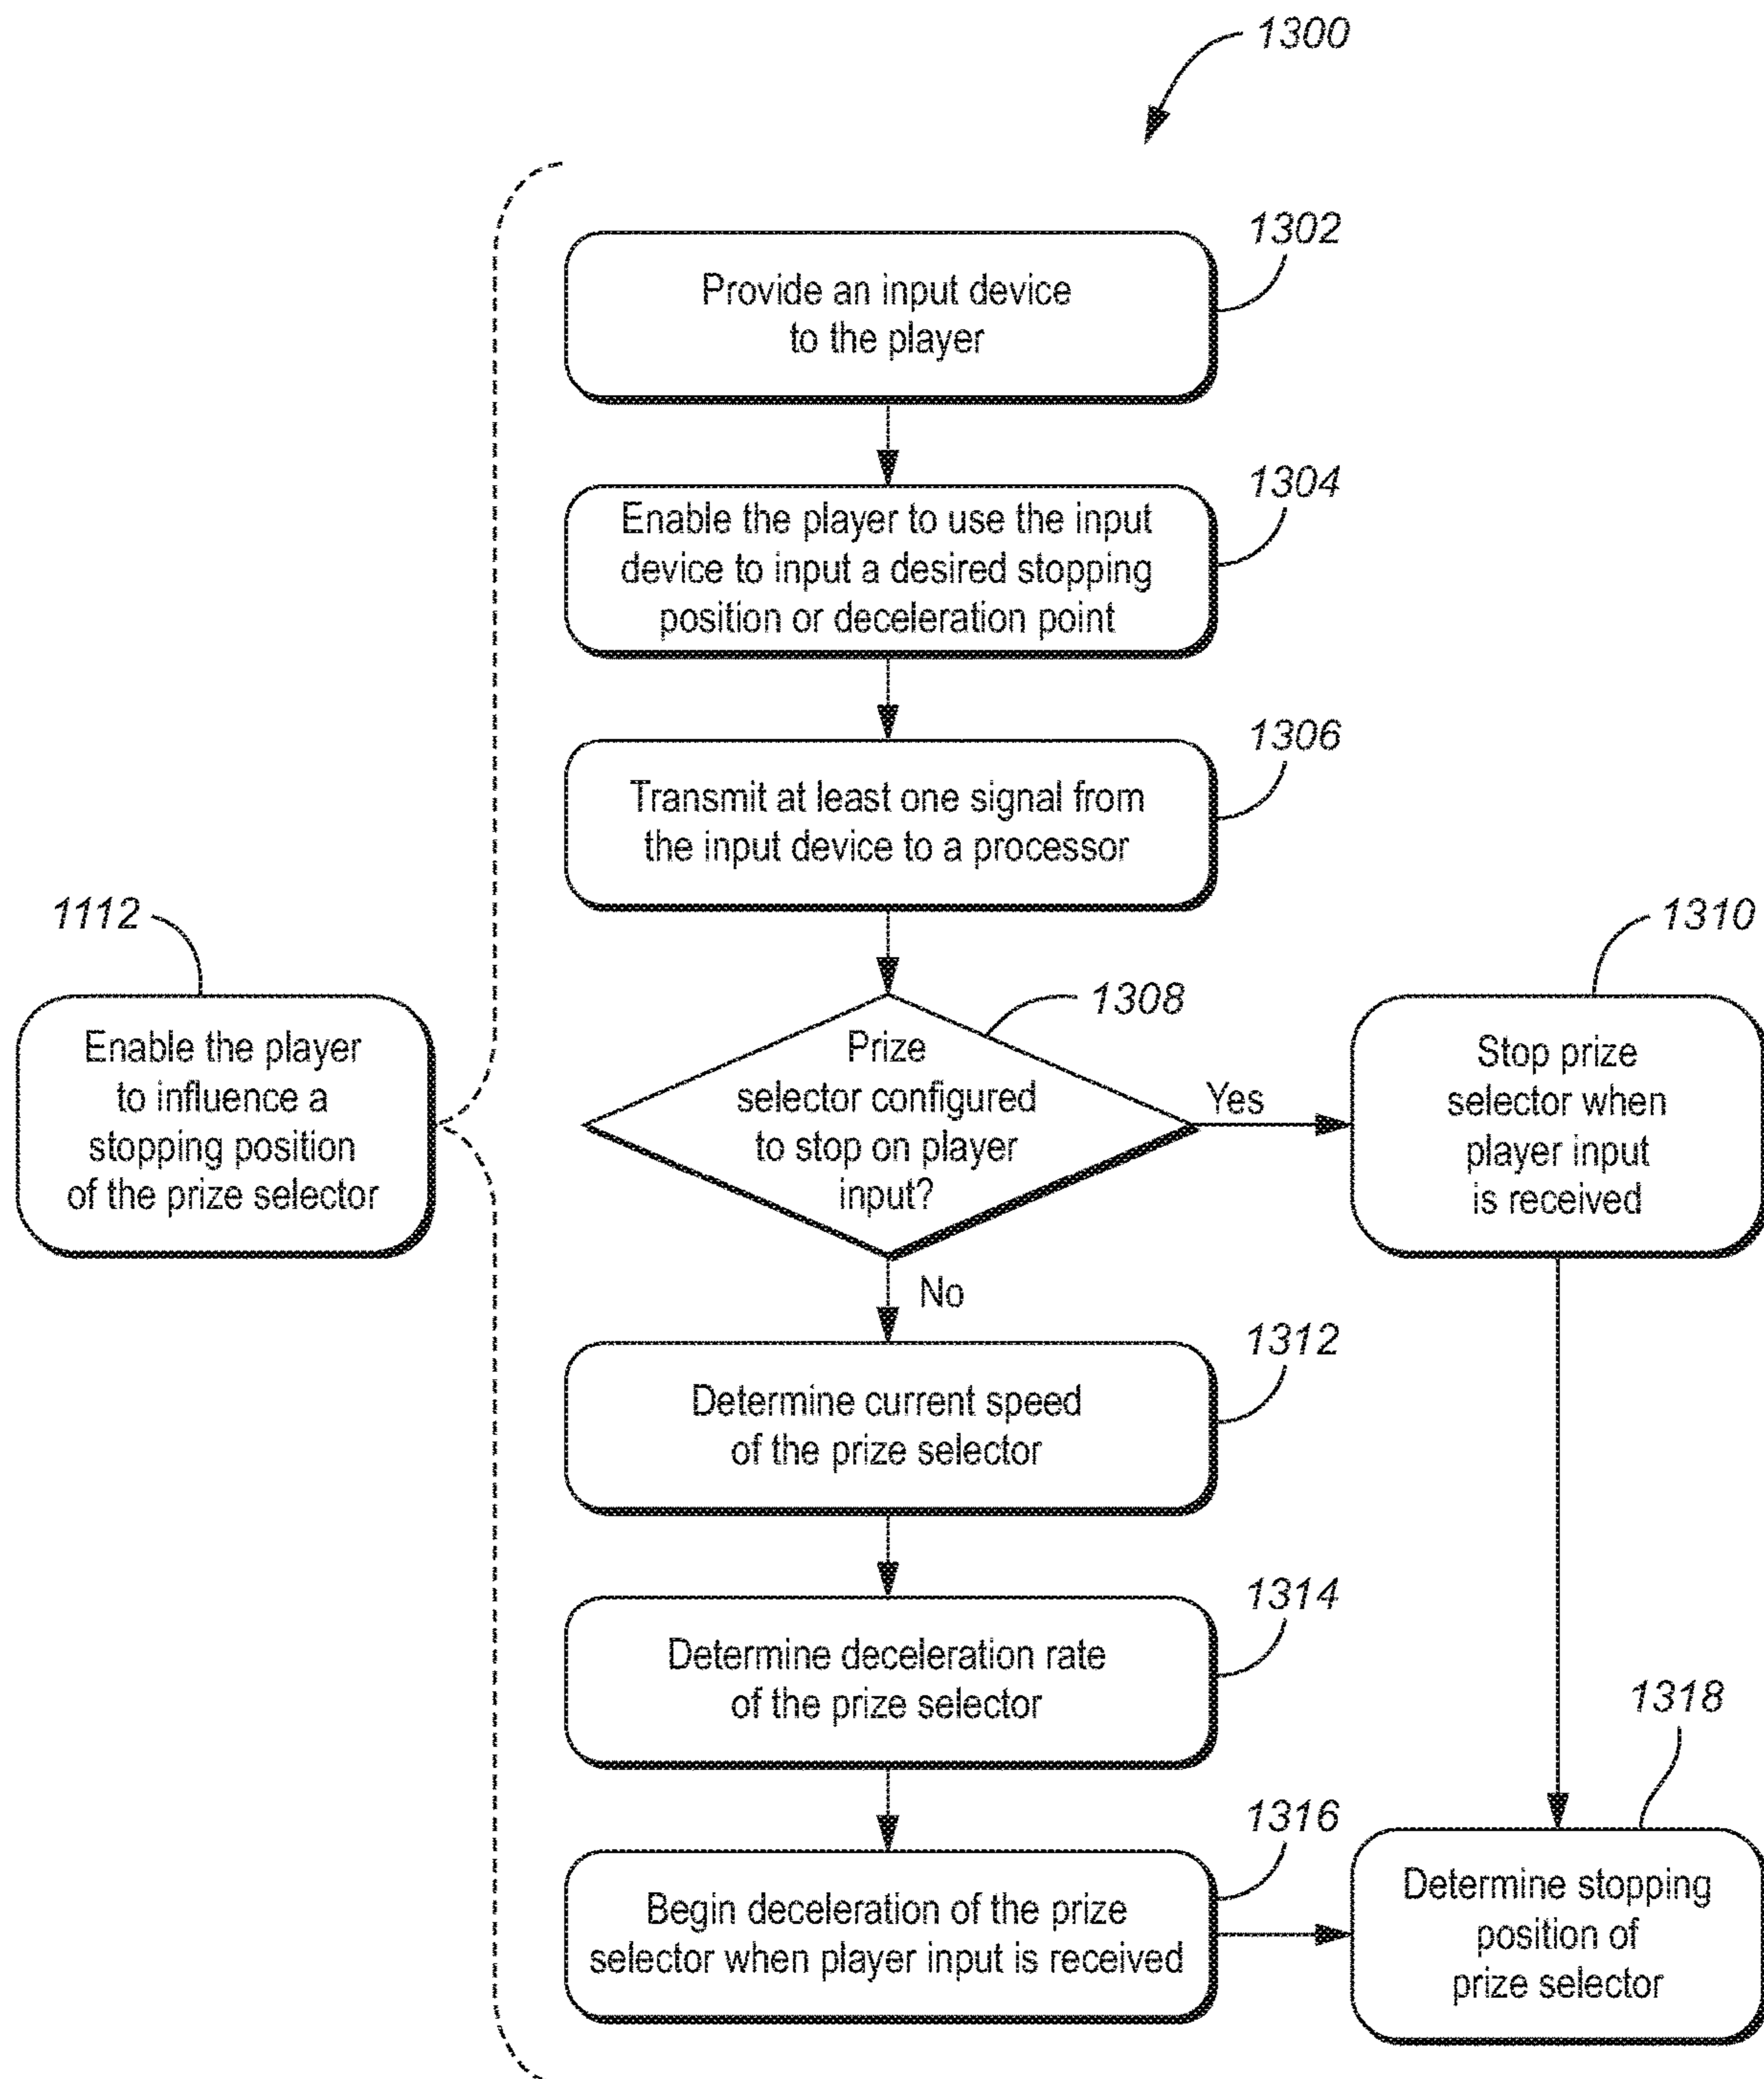 1300
1302
Provide an input device
to the player
1304
Enable the player to use the input
device to input a desired stopping
position or deceleration point
1306
Transmit at least one signal from
the input device to a processor
1112
Enable the player
to influence a
stopping position
of the prize selector
1308
Prize
selector configured
to stop on player
input?
Yes
1310
Stop prize
selector when
player input
is received
No
1312
Determine current speed
of the prize selector
1314
Determine deceleration rate
of the prize selector
1316
Begin deceleration of the prize
selector when player input is received
1318
Determine stopping
position of
prize selector